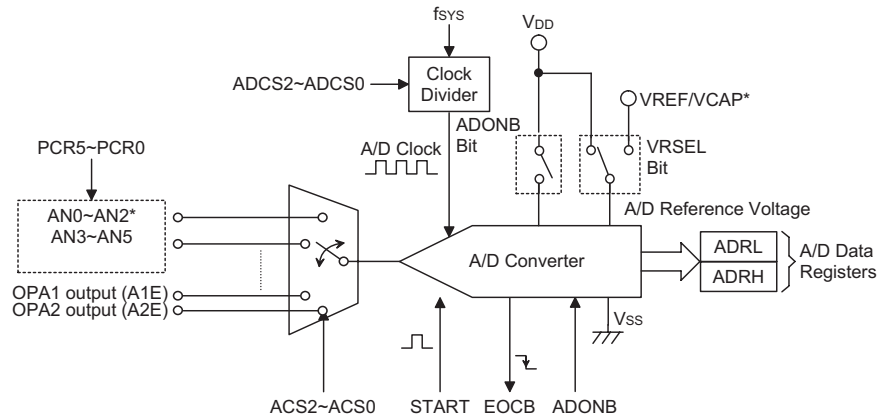 fSYS
VDD
ADCS2~ADCS0
Clock
Divider
VREF/VCAP*
PCR5~PCR0
A/D Clock
ADONB
Bit
VRSEL
Bit
AN0~AN2*
AN3~AN5
A/D Reference Voltage
A/D Converter
ADRL
ADRH
A/D Data
Registers
OPA1 output (A1E)
OPA2 output (A2E)
VSS
ACS2~ACS0
START
EOCB
ADONB